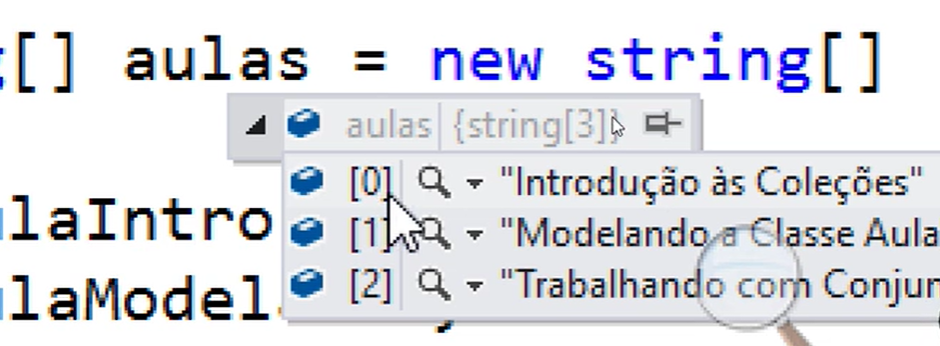 g[] aulas = new string[]
aulas {string[3]}
[0] "Introdução às Coleções"
ulaIntro
[1] "Modelando a Classe Aula
[2] "Trabalhando com Conjun
ulaModel